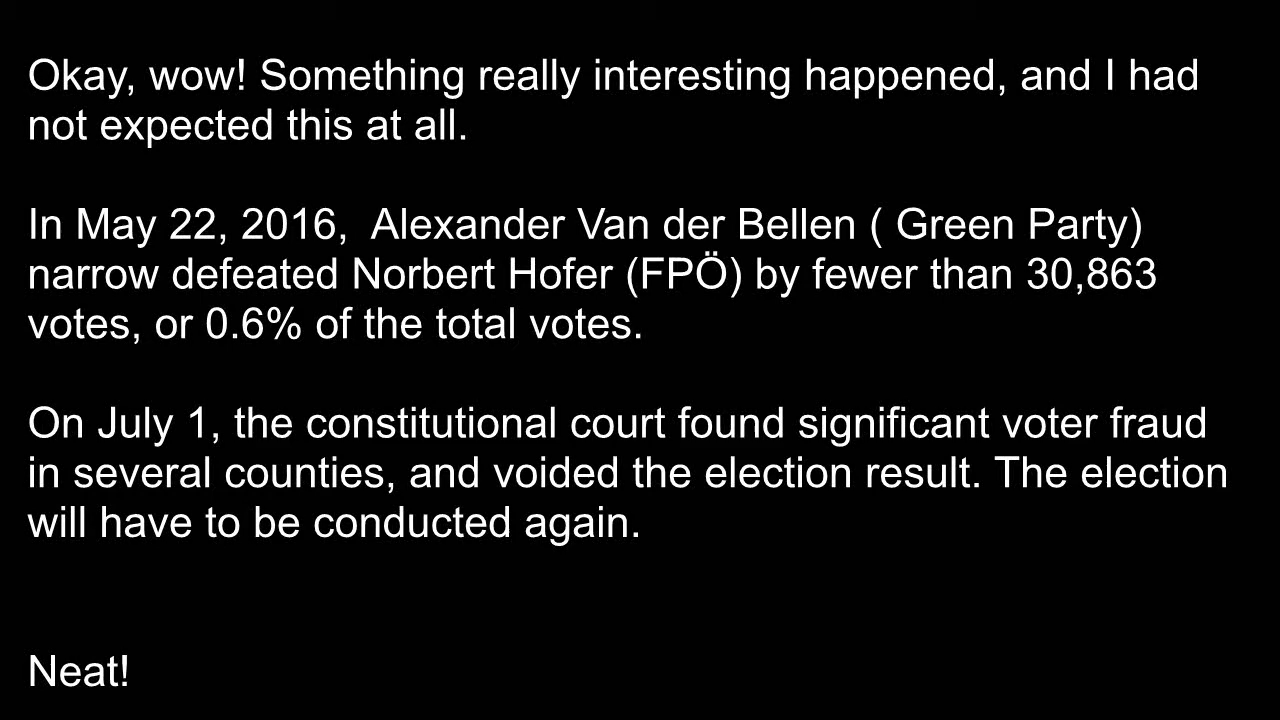 Okay, wow! Something really interesting happened, and I had
not expected this at all.
In May 22, 2016,  Alexander Van der Bellen ( Green Party)
narrow defeated Norbert Hofer (FPÖ) by fewer than 30,863
votes, or 0.6% of the total votes.
On July 1, the constitutional court found significant voter fraud
in several counties, and voided the election result. The election
will have to be conducted again.
Neat!